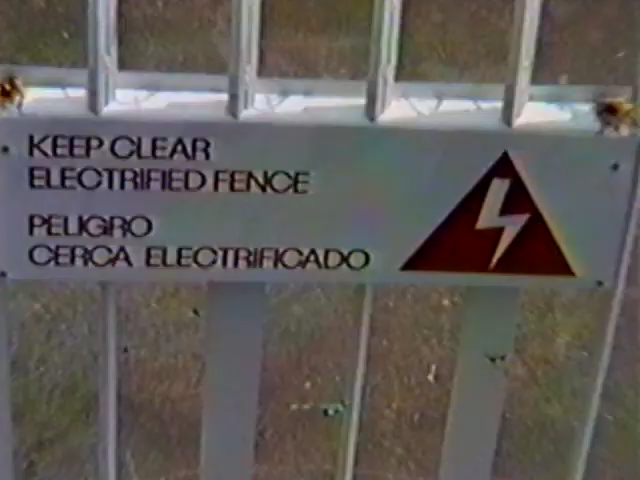 KEEP CLEAR
ELECTRIFIED FENCE
PELIGRO
CERCA ELECTRIFICADO